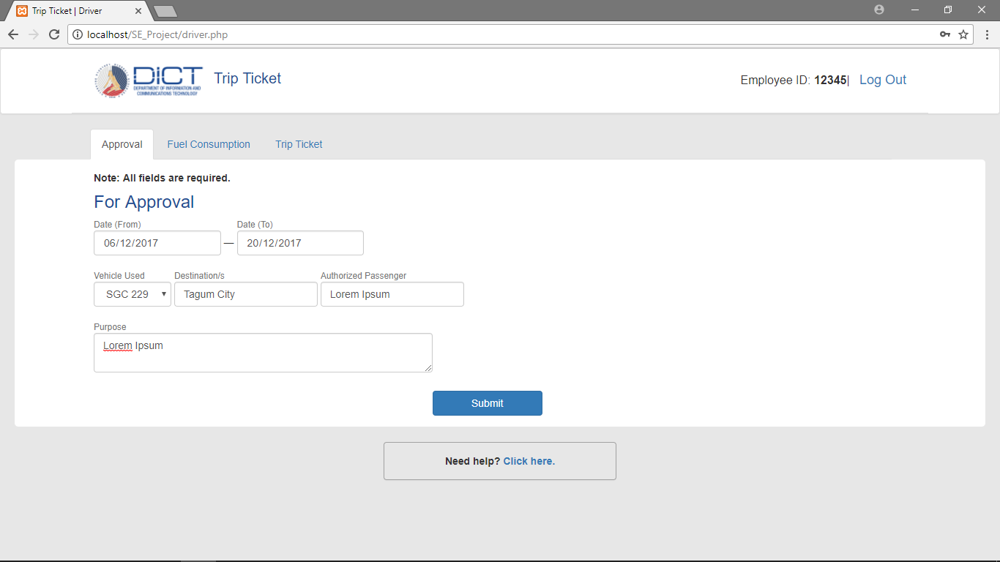 Trip Ticket | Driver
localhost/SE_Project/driver.php
DICT
DEPARTMENT OF INFORMATION AND
COMMUNICATIONS TECHNOLOGY
Trip Ticket
Employee ID: 12345| Log Out
Approval Fuel Consumption Trip Ticket
Note: All fields are required.
For Approval
Date (From) Date (To)
06/12/2017 — 20/12/2017
Vehicle Used Destination/s Authorized Passenger
SGC 229 Tagum City Lorem Ipsum
Purpose
Lorem Ipsum
Submit
Need help? Click here.